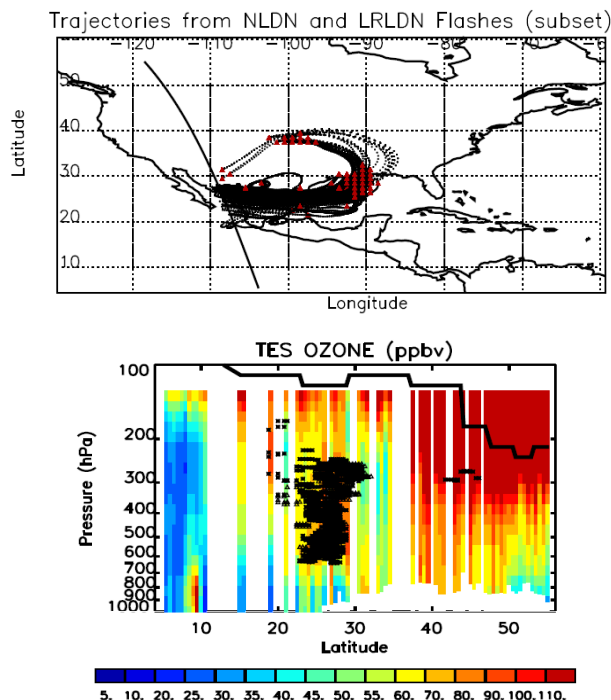 Trajectories from NLDN and LRLDN Flashes (subset)
-120 -110 -100 -90 -80 -70 -60
50
40
30
20
10
Latitude
Longitude
TES OZONE (ppbv)
100
200
300
400
500
600
700
800
900
1000
Pressure (hPa)
10 20 30 40 50
Latitude
5. 10. 20. 25. 30. 35. 40. 45. 55. 60. 70. 80. 90. 100. 110.